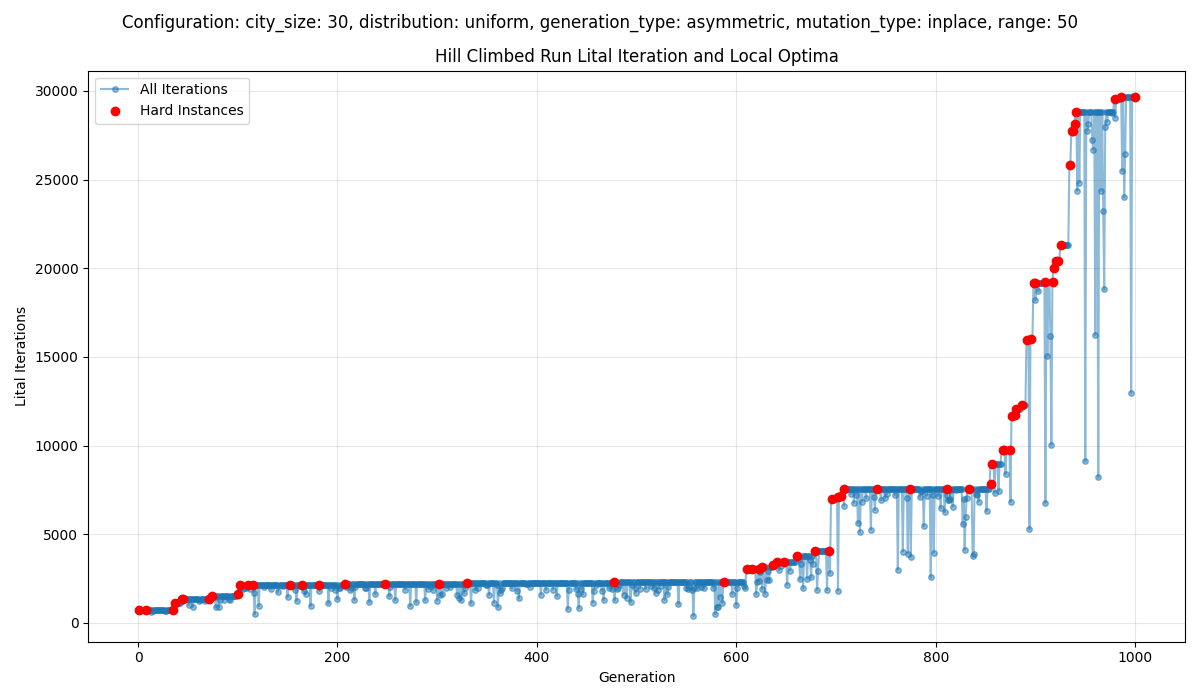 Configuration: city_size: 30, distribution: uniform, generation_type: asymmetric, mutation_type: inplace, range: 50
Hill Climbed Run Lital Iteration and Local Optima
All Iterations
Hard Instances
30000
25000
20000
15000
10000
5000
0
Lital Iterations
0 200 400 600 800 1000
Generation